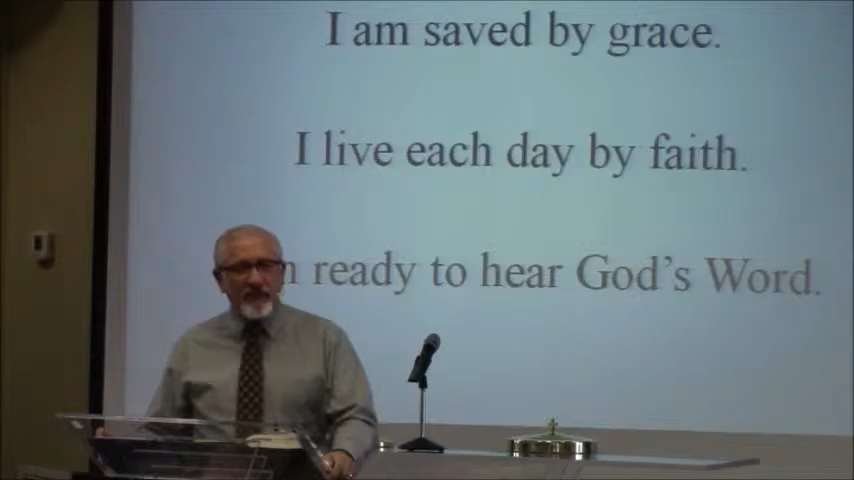 I am saved by grace.
I live each day by faith.
ready to hear God's Word.